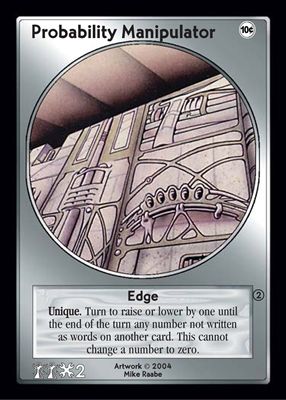 Probability Manipulator 10¢
Edge
②
Unique. Turn to raise or lower by one until
the end of the turn any number not written
as words on another card. This cannot
change a number to zero.
2
Artwork © 2004
Mike Raabe